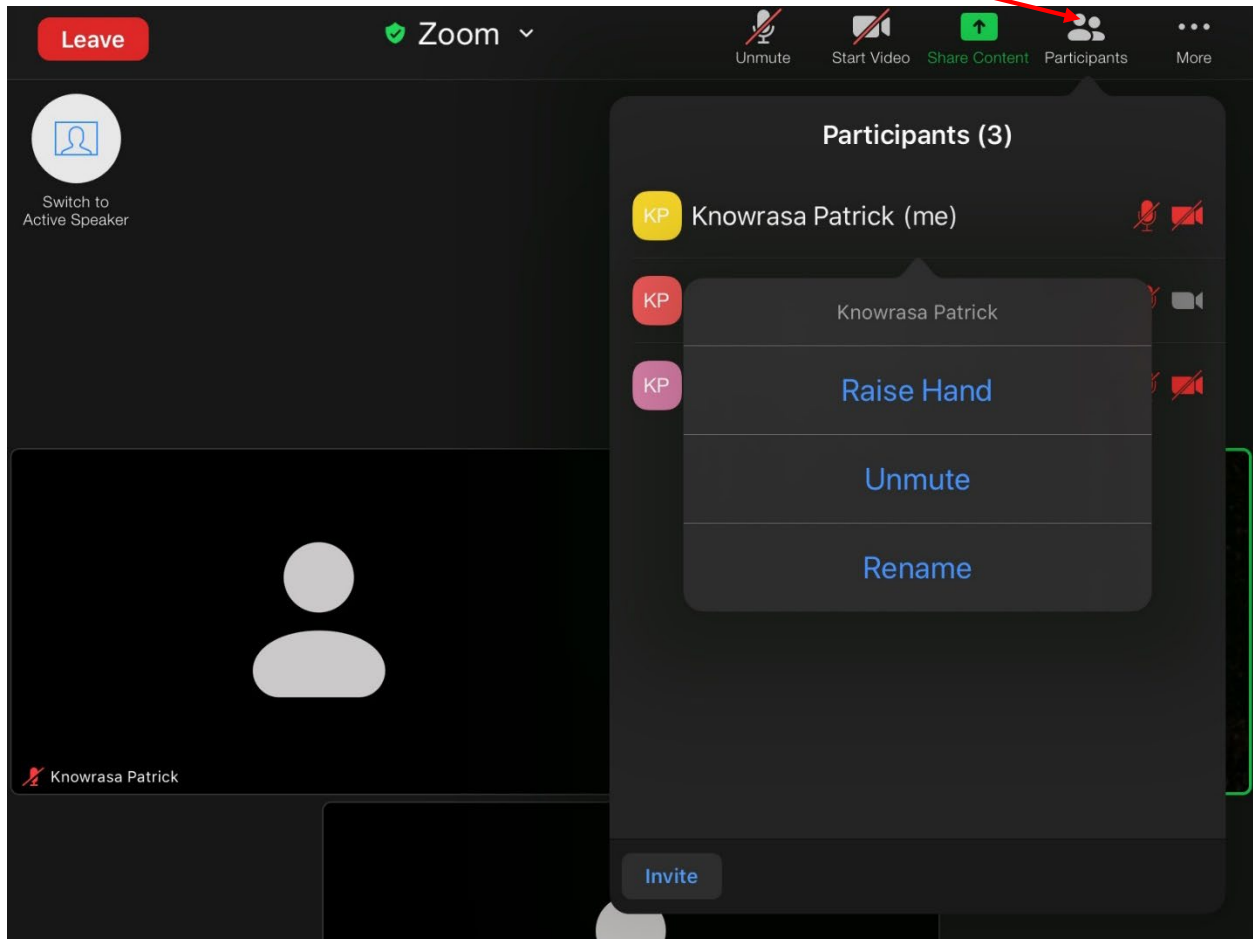 Leave
Zoom
Unmute
Start Video
Share Content
Participants
More
Switch to
Active Speaker
Participants (3)
KP
Knowrasa Patrick (me)
KP
KP
Knowrasa Patrick
Raise Hand
Unmute
Rename
Knowrasa Patrick
Invite